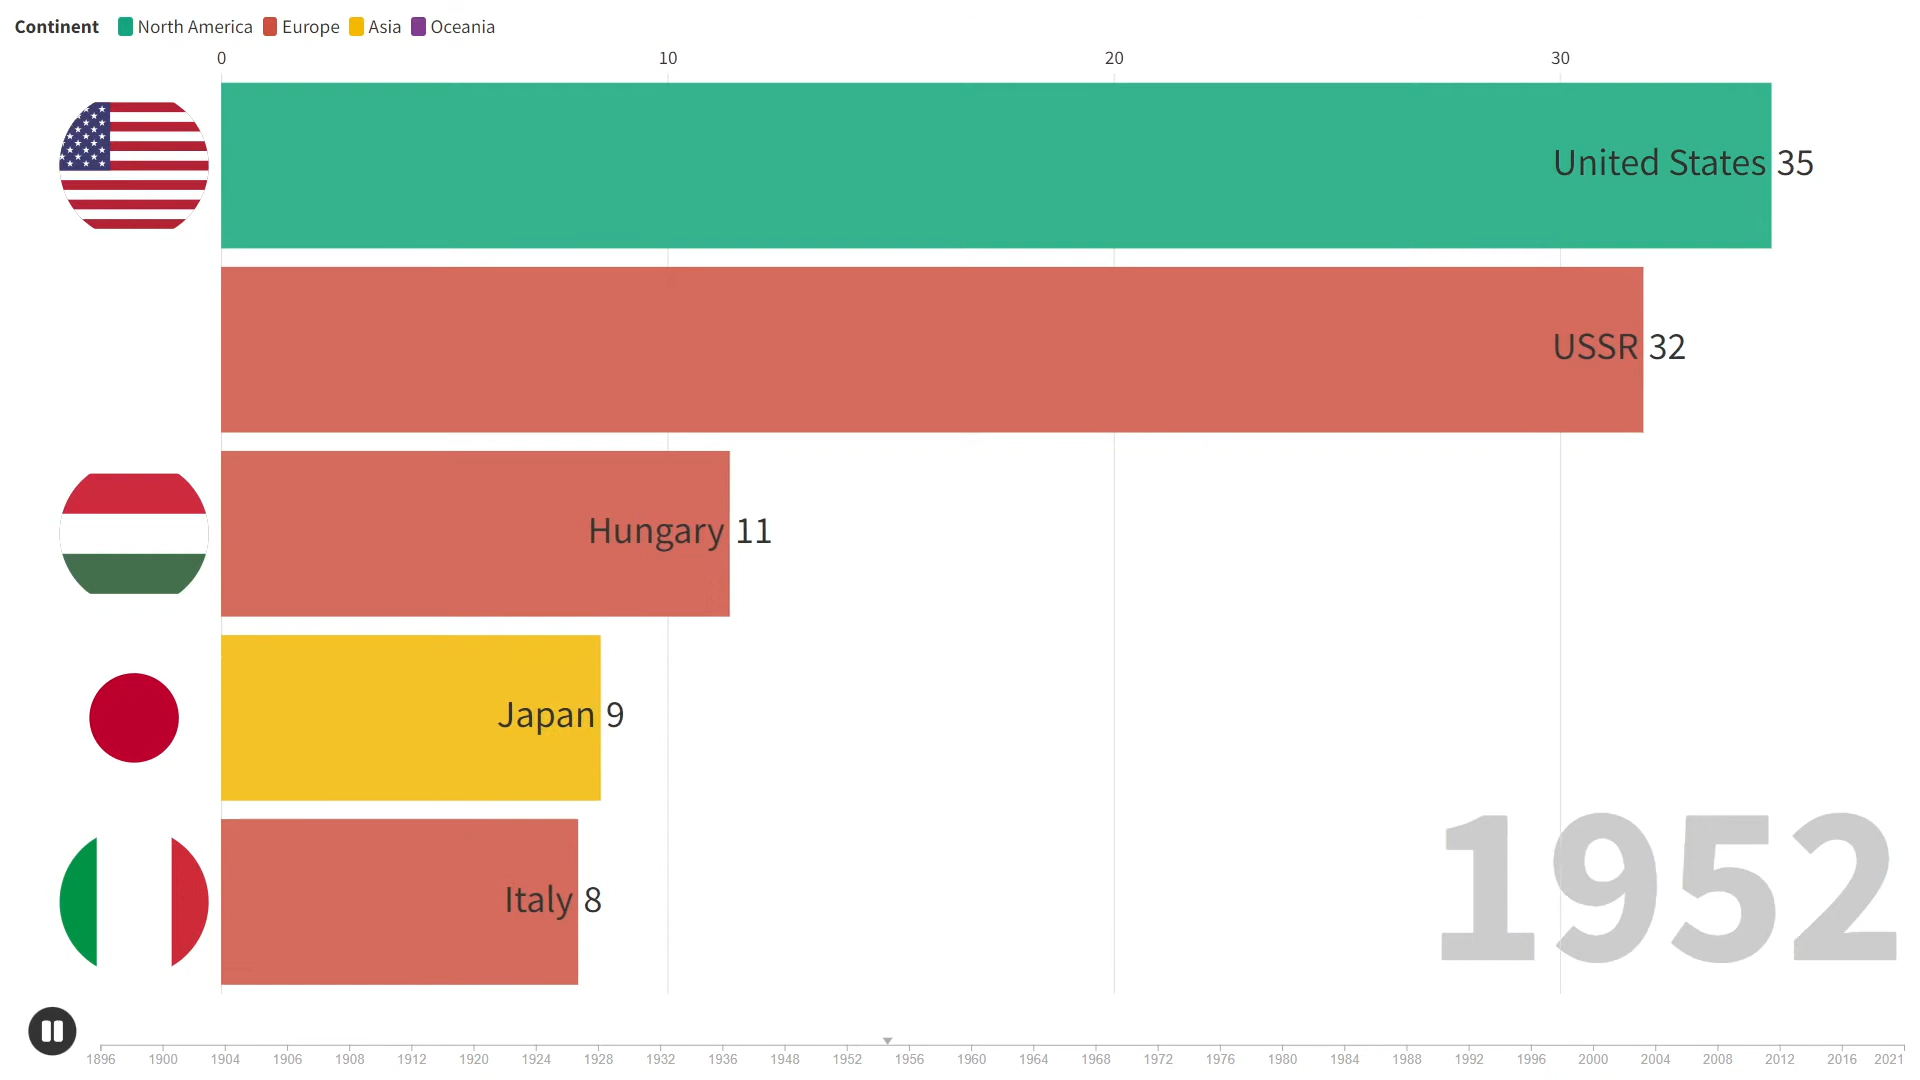 Continent North America Europe Asia Oceania
0 10 20 30
United States 35
USSR 32
Hungary 11
Japan 9
Italy 8
1952
1896 1900 1904 1906 1908 1912 1920 1924 1928 1932 1936 1948 1952 1956 1960 1964 1968 1972 1976 1980 1984 1988 1992 1996 2000 2004 2008 2012 2016 2021